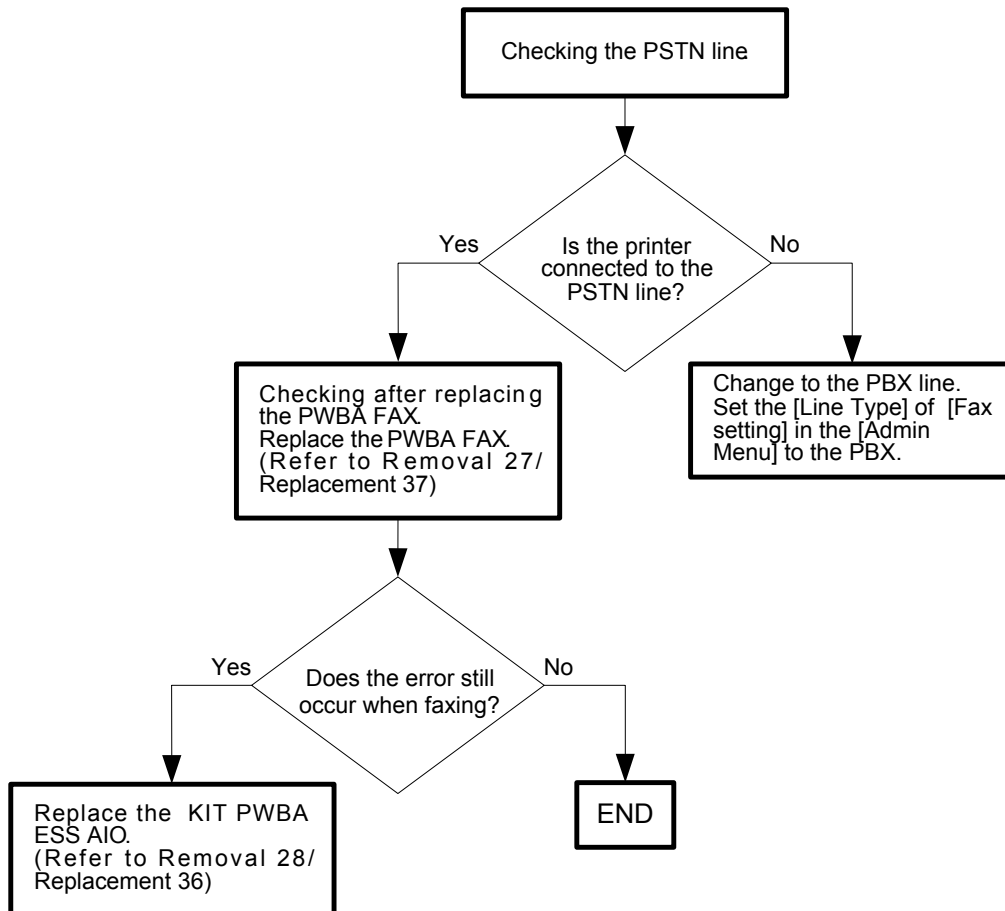 Checking the PSTN line.
Yes
Is the printer
connected to the
PSTN line?
No
Checking after replacing
the PWBA FAX.
Replace the PWBA FAX.
(Refer to Removal 27/
Replacement 37)
Change to the PBX line.
Set the [Line Type] of [Fax
setting] in the [Admin
Menu] to the PBX.
Yes
Does the error still
occur when faxing?
No
Replace the KIT PWBA
ESS AIO.
(Refer to Removal 28/
Replacement 36)
END